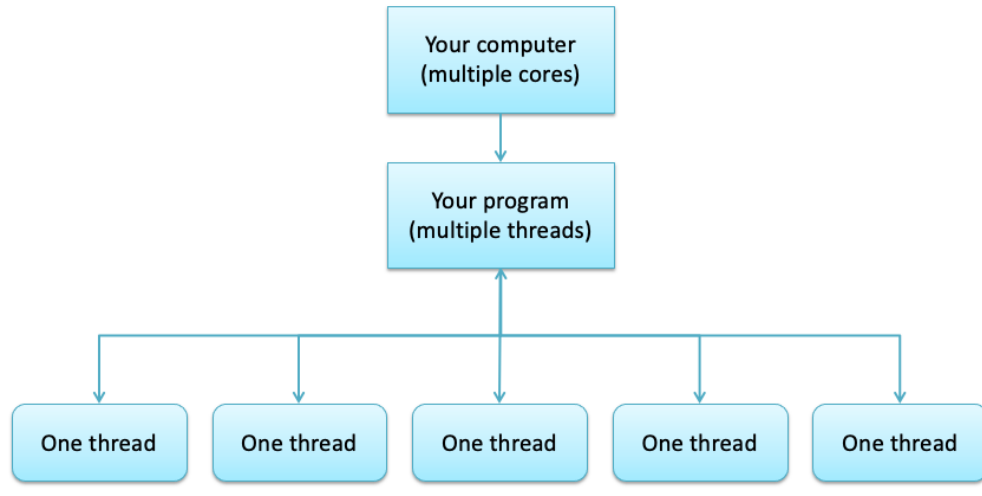 Your computer
(multiple cores)
Your program
(multiple threads)
One thread
One thread
One thread
One thread
One thread